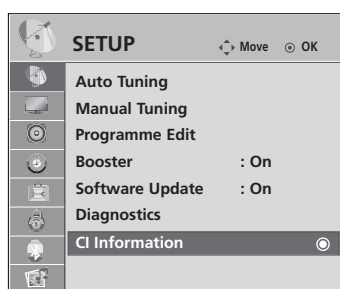 SETUP Move OK
Auto Tuning
Manual Tuning
Programme Edit
Booster : On
Software Update : On
Diagnostics
CI Information